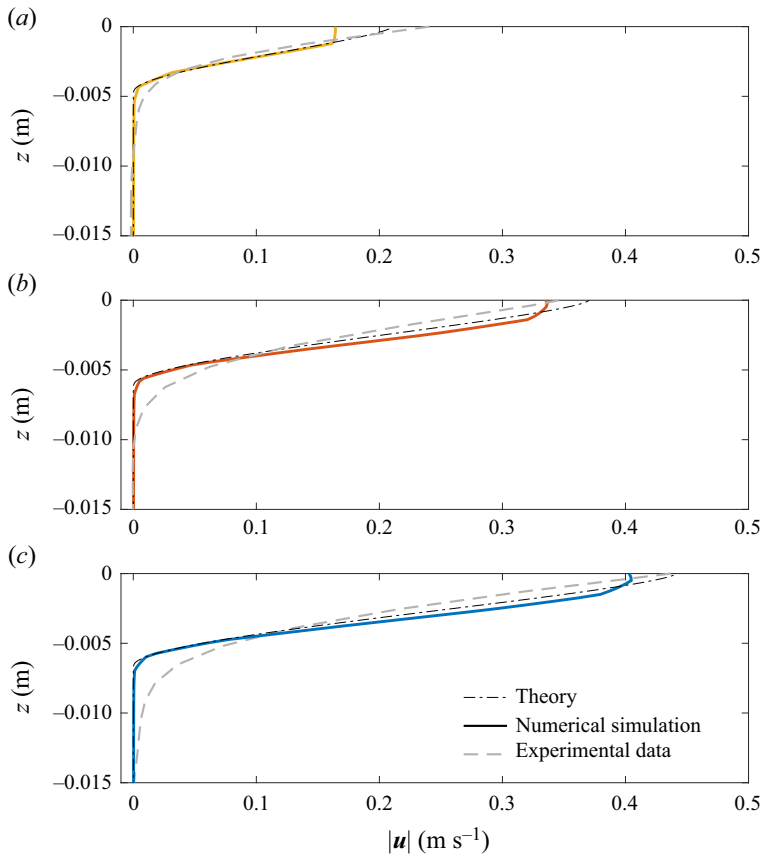 (a)
0
–0.005
–0.010
–0.015
z (m)
0 0.1 0.2 0.3 0.4 0.5
(b)
0
–0.005
–0.010
–0.015
z (m)
0 0.1 0.2 0.3 0.4 0.5
(c)
0
–0.005
–0.010
–0.015
z (m)
Theory
Numerical simulation
Experimental data
0 0.1 0.2 0.3 0.4 0.5
|u| (m s⁻¹)